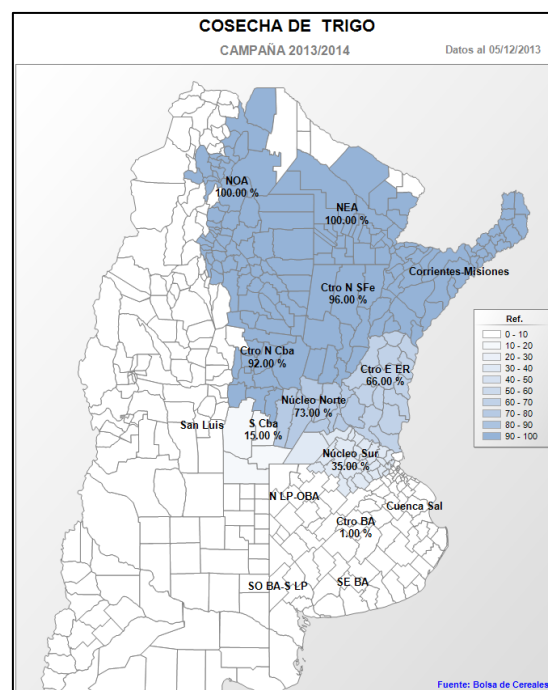 COSECHA DE TRIGO
CAMPAÑA 2013/2014
Datos al 05/12/2013
NOA
100.00 %
NEA
100.00 %
Corrientes-Misiones
Ctro N SFe
96.00 %
Ref.
0 - 10
10 - 20
20 - 30
30 - 40
40 - 50
50 - 60
60 - 70
70 - 80
80 - 90
90 - 100
Ctro N Cba
92.00 %
Ctro E ER
66.00 %
Núcleo Norte
73.00 %
San Luis
S Cba
15.00 %
Núcleo Sur
35.00 %
N LP-OBA
Cuenca Sal
Ctro BA
1.00 %
SO BA-S LP
SE BA
Fuente: Bolsa de Cereales